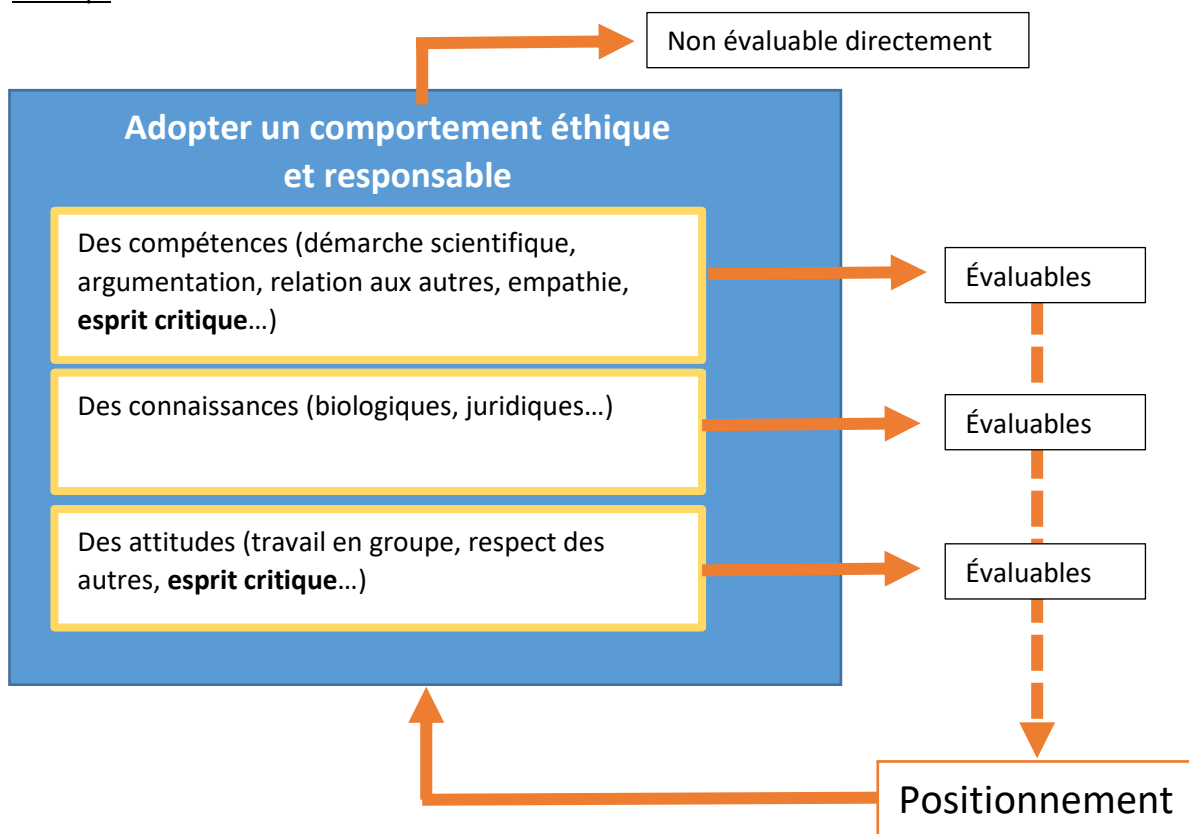 Non évaluable directement
Adopter un comportement éthique
et responsable
Des compétences (démarche scientifique,
argumentation, relation aux autres, empathie,
esprit critique…)
Évaluables
Des connaissances (biologiques, juridiques…)
Évaluables
Des attitudes (travail en groupe, respect des
autres, esprit critique…)
Évaluables
Positionnement